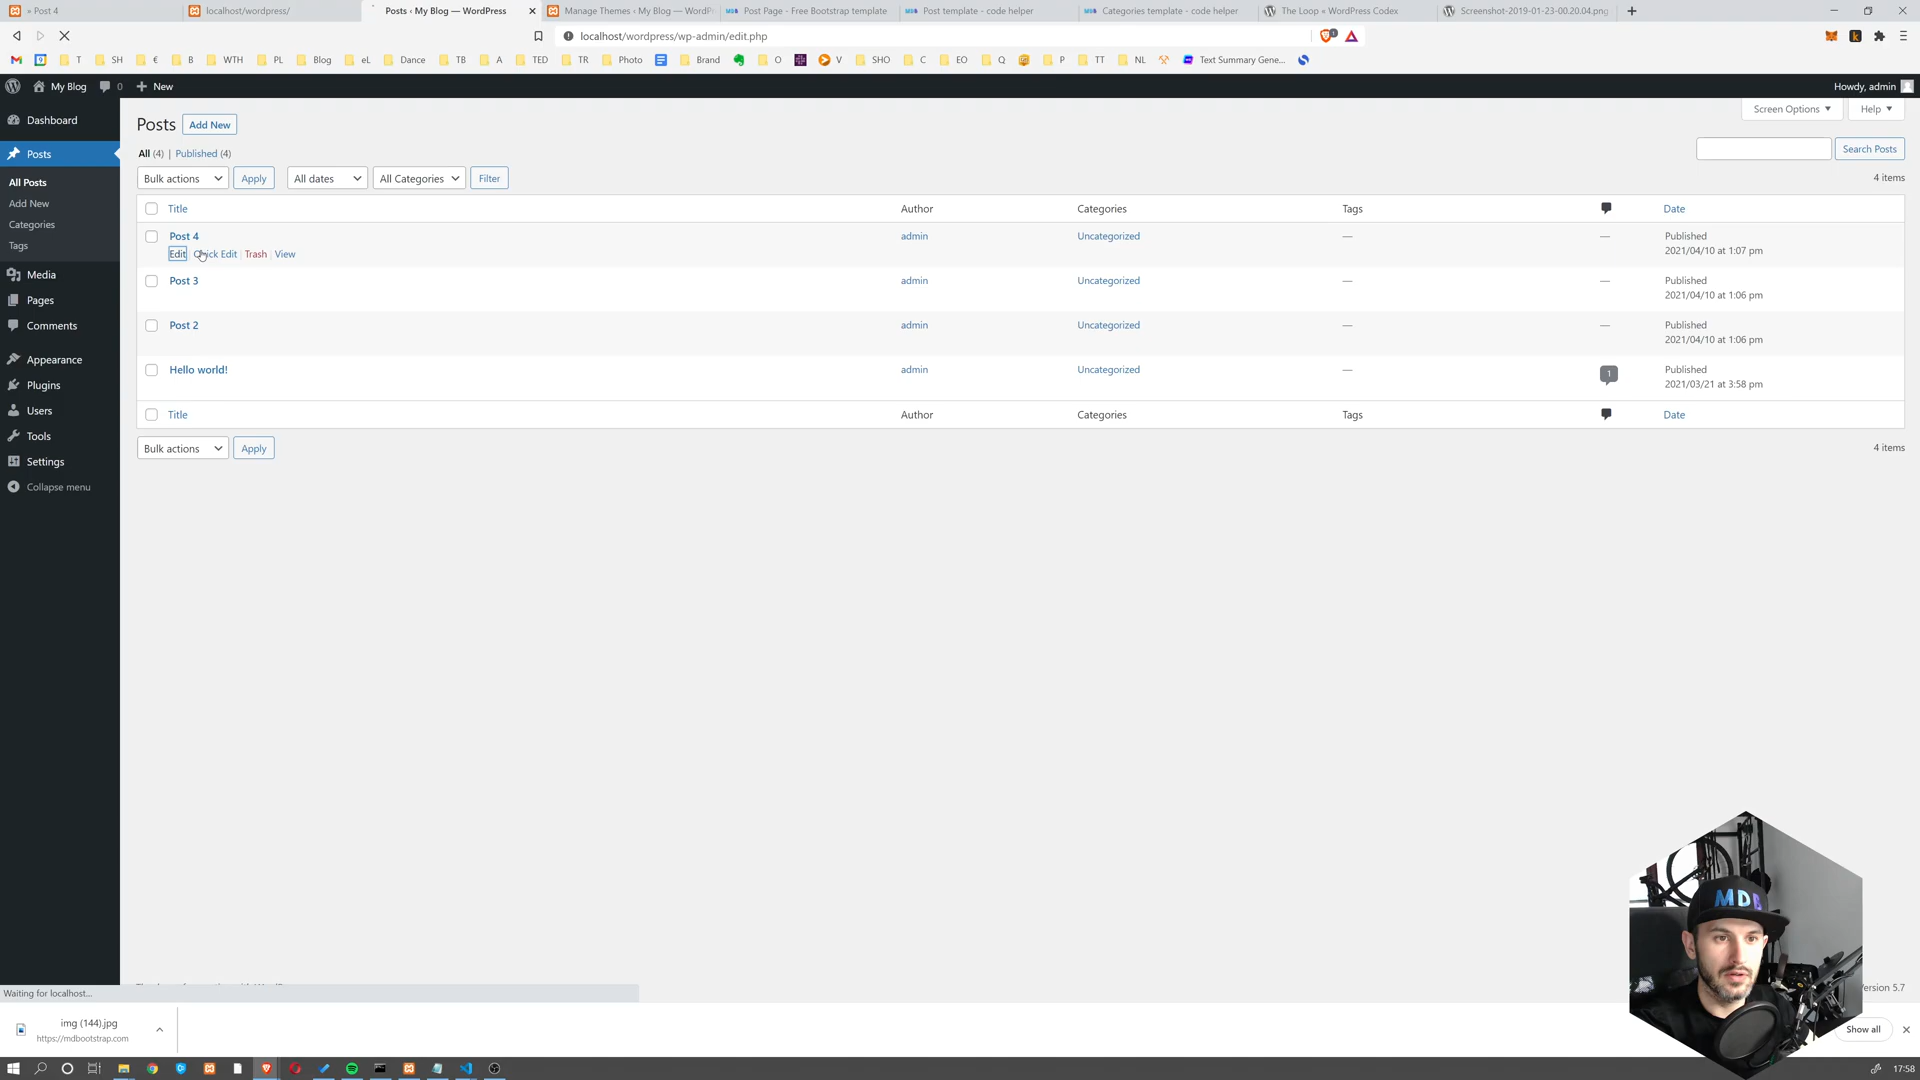 » Post 4
localhost/wordpress/
Posts ‹ My Blog — WordPress
Manage Themes ‹ My Blog — WordP
Post Page - Free Bootstrap template
Post template - code helper
Categories template - code helper
The Loop « WordPress Codex
Screenshot-2019-01-23-00.20.04.png
localhost/wordpress/wp-admin/edit.php
T SH € B WTH PL Blog eL Dance TB A TED TR Photo Brand O V SHO C EO Q P TT NL Text Summary Gene...
My Blog 0 New
Howdy, admin
Dashboard
Posts
All Posts
Add New
Categories
Tags
Media
Pages
Comments
Appearance
Plugins
Users
Tools
Settings
Collapse menu
Screen Options
Help
Posts Add New
All (4) | Published (4)
Search Posts
Bulk actions Apply All dates All Categories Filter
4 items
Title Author Categories Tags Date
Post 4 admin Uncategorized — — Published
2021/04/10 at 1:07 pm
Edit Quick Edit | Trash | View
Post 3 admin Uncategorized — — Published
2021/04/10 at 1:06 pm
Post 2 admin Uncategorized — — Published
2021/04/10 at 1:06 pm
Hello world! admin Uncategorized — 1 Published
2021/03/21 at 3:58 pm
Title Author Categories Tags Date
Bulk actions Apply
4 items
Waiting for localhost...
ersion 5.7
MDB
img (144).jpg
https://mdbootstrap.com
Show all
17:58